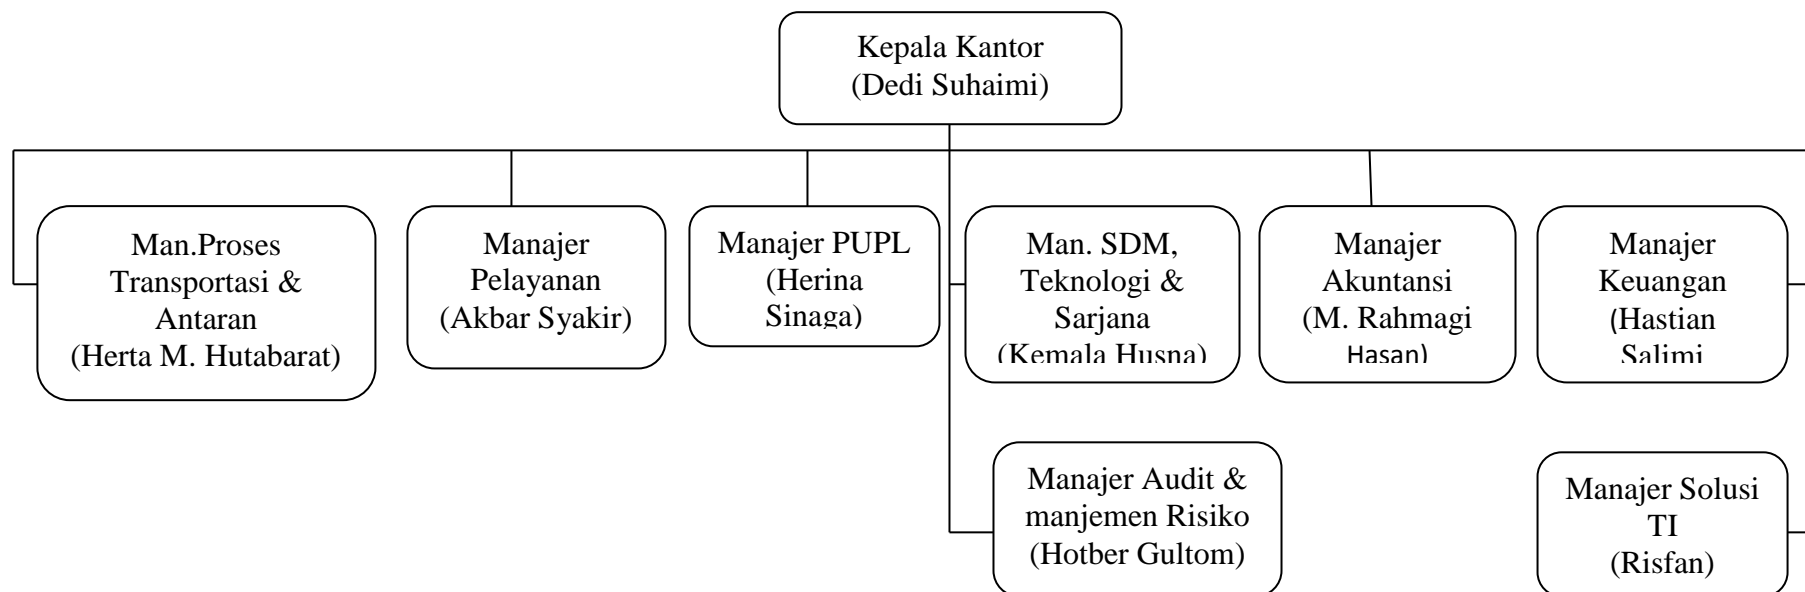 Kepala Kantor
(Dedi Suhaimi)
Man.Proses
Transportasi &
Antaran
(Herta M. Hutabarat)
Manajer
Pelayanan
(Akbar Syakir)
Manajer PUPL
(Herina
Sinaga)
Man. SDM,
Teknologi &
Sarjana
(Kemala Husna)
Manajer
Akuntansi
(M. Rahmagi
Hasan)
Manajer
Keuangan
(Hastian
Salimi
Manajer Audit &
manjemen Risiko
(Hotber Gultom)
Manajer Solusi
TI
(Risfan)